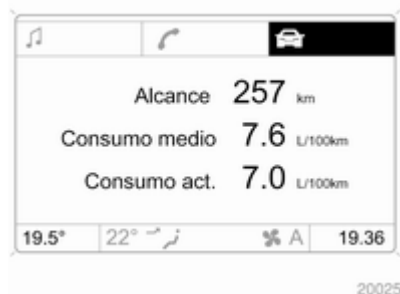 Alcance 257 km
Consumo medio 7.6 L/100km
Consumo act. 7.0 L/100km
19.5° 22° A 19.36
20025